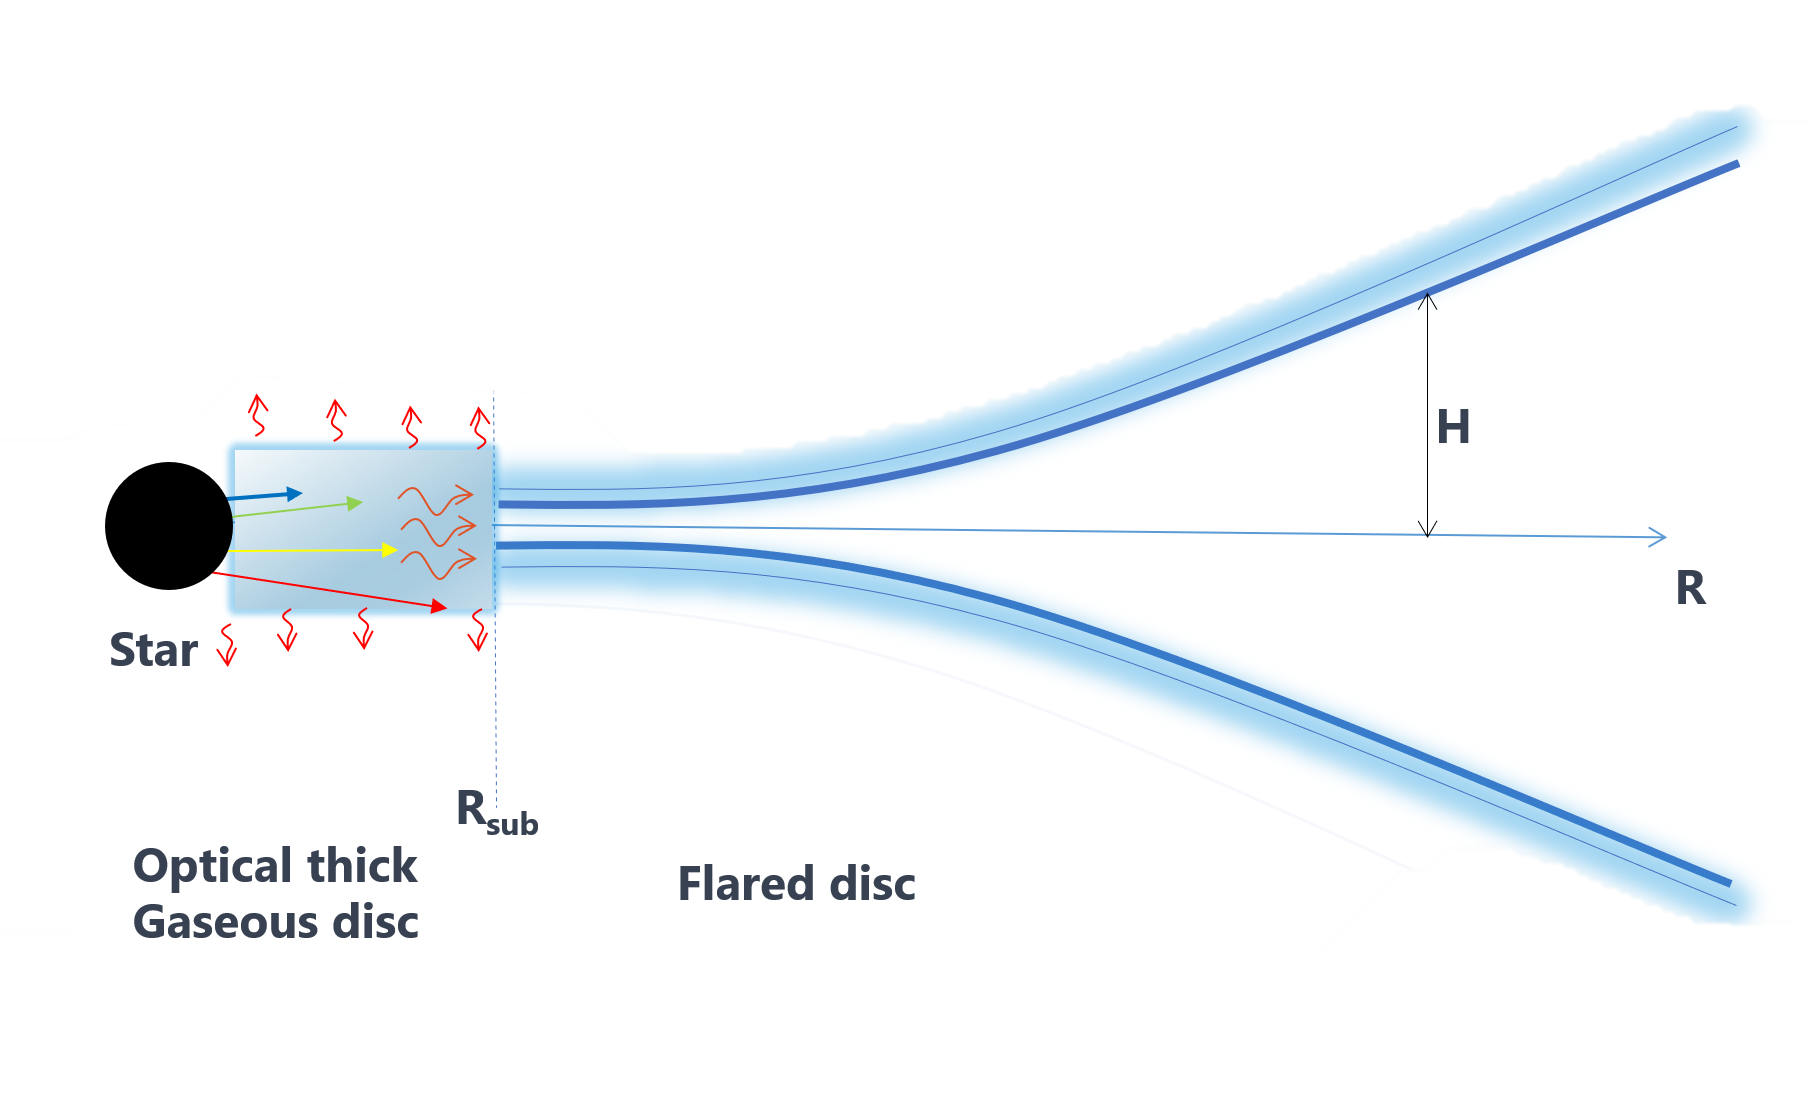 H
R
Star
Rsub
Optical thick
Gaseous disc
Flared disc